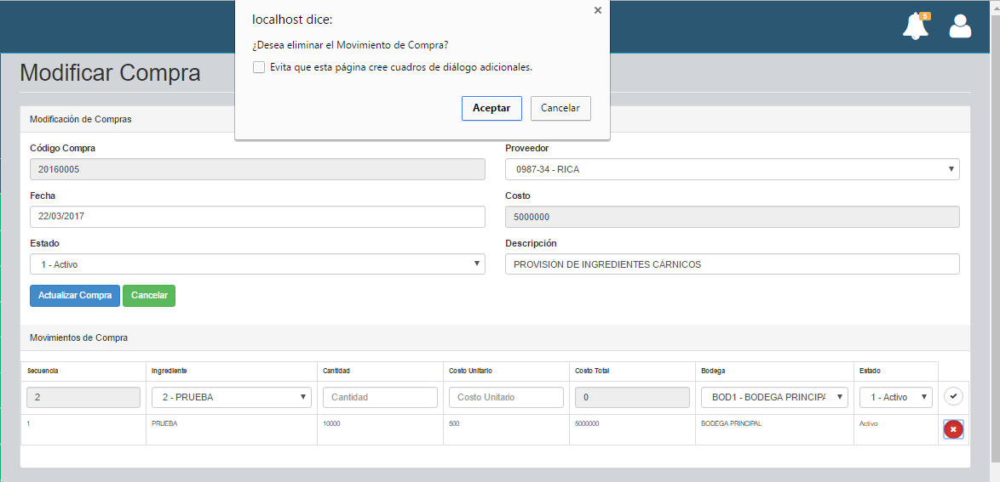 localhost dice:
¿Desea eliminar el Movimiento de Compra?
Evita que esta página cree cuadros de diálogo adicionales.
Aceptar Cancelar
5
Modificar Compra
Modificación de Compras
Código Compra Proveedor
20160005 0987-34 - RICA
Fecha Costo
22/03/2017 5000000
Estado Descripción
1 - Activo PROVISIÓN DE INGREDIENTES CÁRNICOS
Actualizar Compra Cancelar
Movimientos de Compra
Secuencia Ingrediente Cantidad Costo Unitario Costo Total Bodega Estado
2 2 - PRUEBA Cantidad Costo Unitario 0 BOD1 - BODEGA PRINCIPA 1 - Activo
1 PRUEBA 10000 500 5000000 BODEGA PRINCIPAL Activo